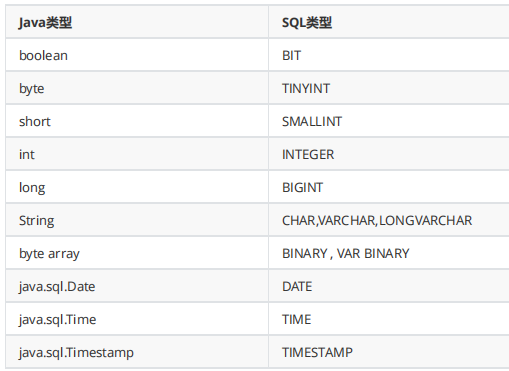 Java类型 SQL类型
boolean BIT
byte TINYINT
short SMALLINT
int INTEGER
long BIGINT
String CHAR,VARCHAR,LONGVARCHAR
byte array BINARY , VAR BINARY
java.sql.Date DATE
java.sql.Time TIME
java.sql.Timestamp TIMESTAMP